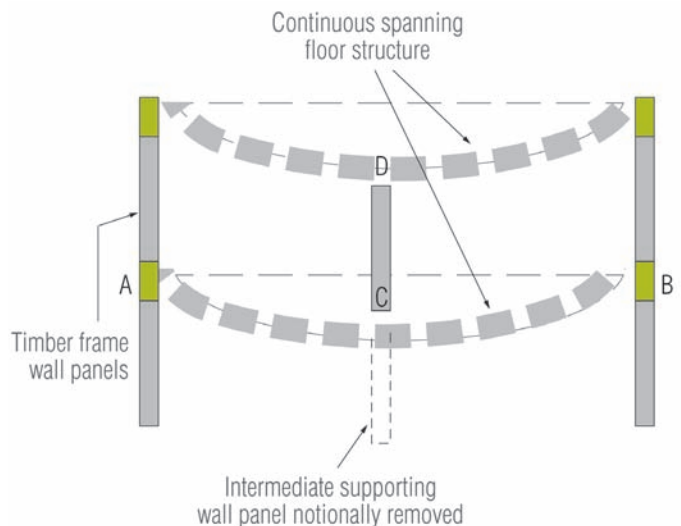 Continuous spanning
floor structure
D
A
C
B
Timber frame
wall panels
Intermediate supporting
wall panel notionally removed